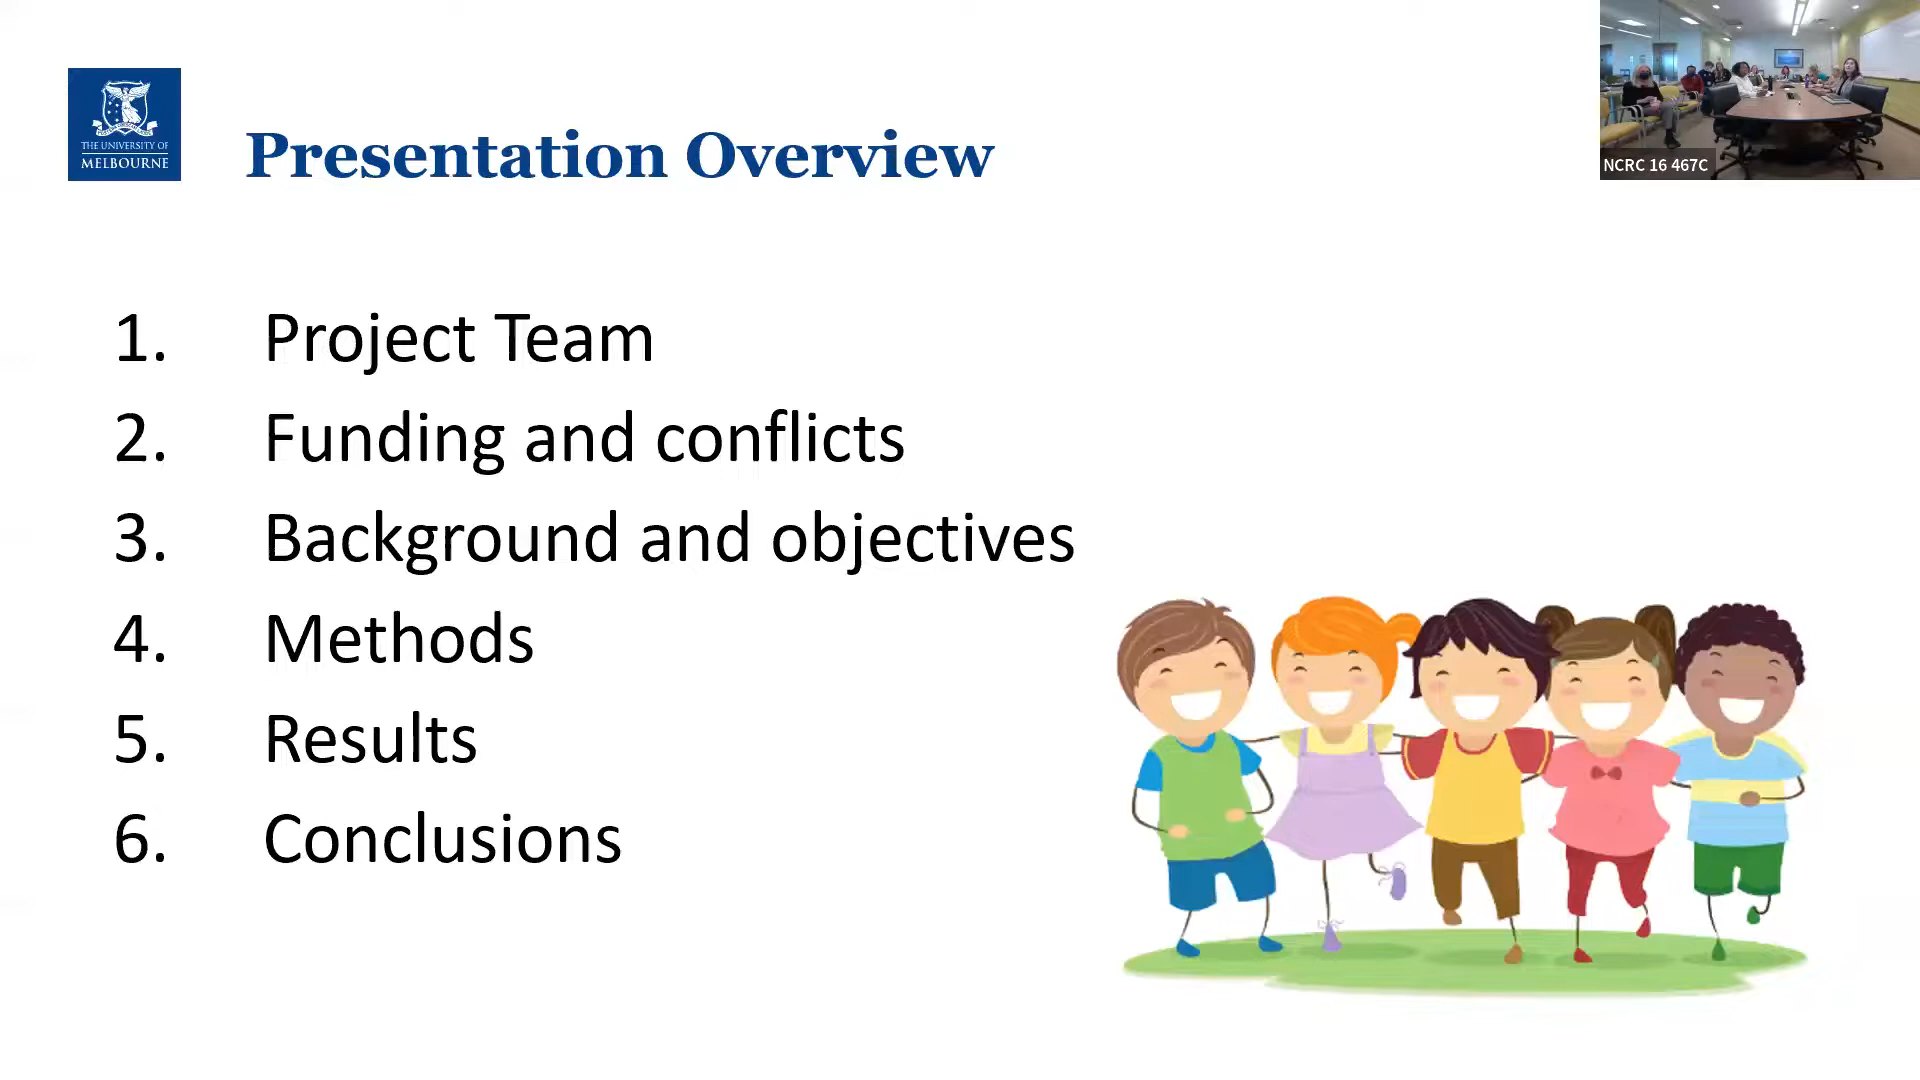 THE UNIVERSITY OF
MELBOURNE
Presentation Overview
NCRC 16 467C
1. Project Team
2. Funding and conflicts
3. Background and objectives
4. Methods
5. Results
6. Conclusions